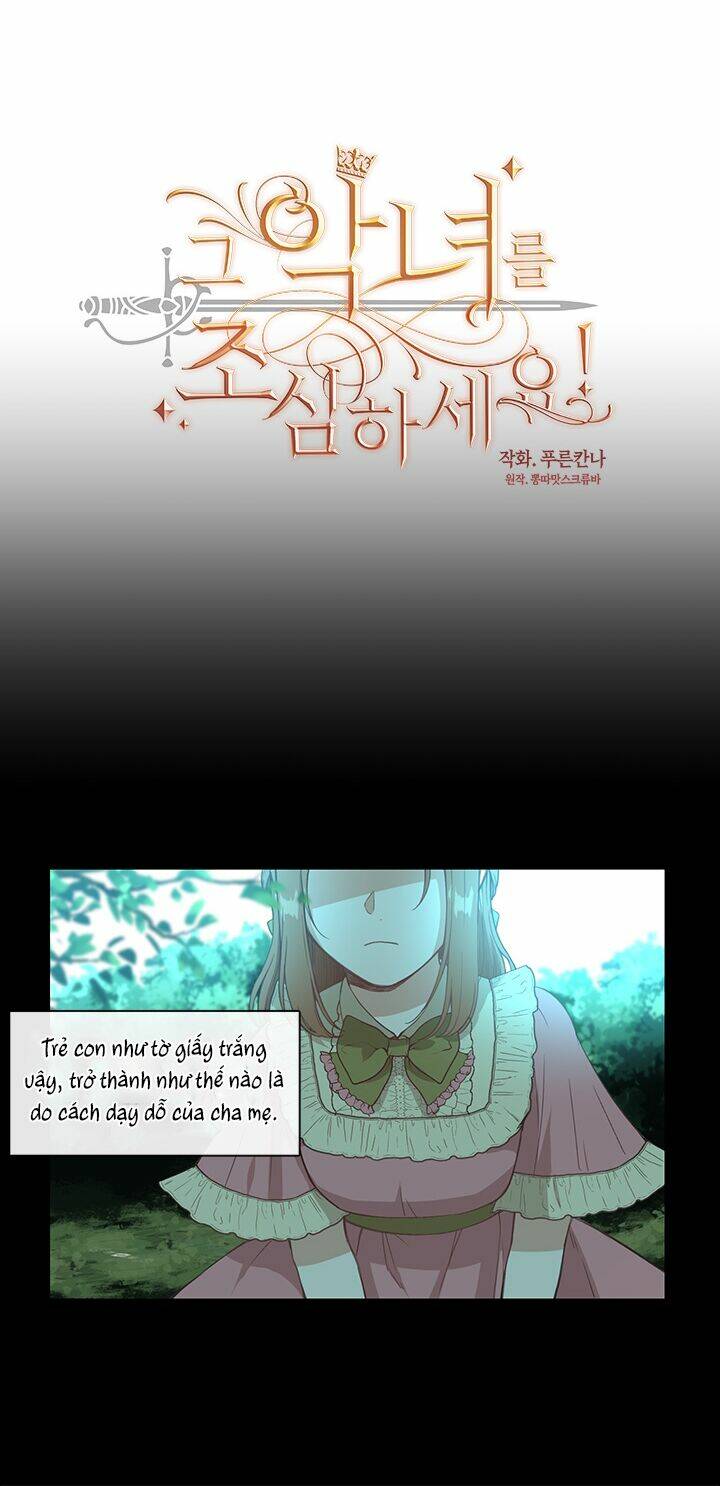 그 악녀를
조심하세요!
작화. 푸른칸나
원작. 뽕따맛스크류바
Trẻ con như tờ giấy trắng
vậy, trở thành như thế nào là
do cách dạy dỗ của cha mẹ.